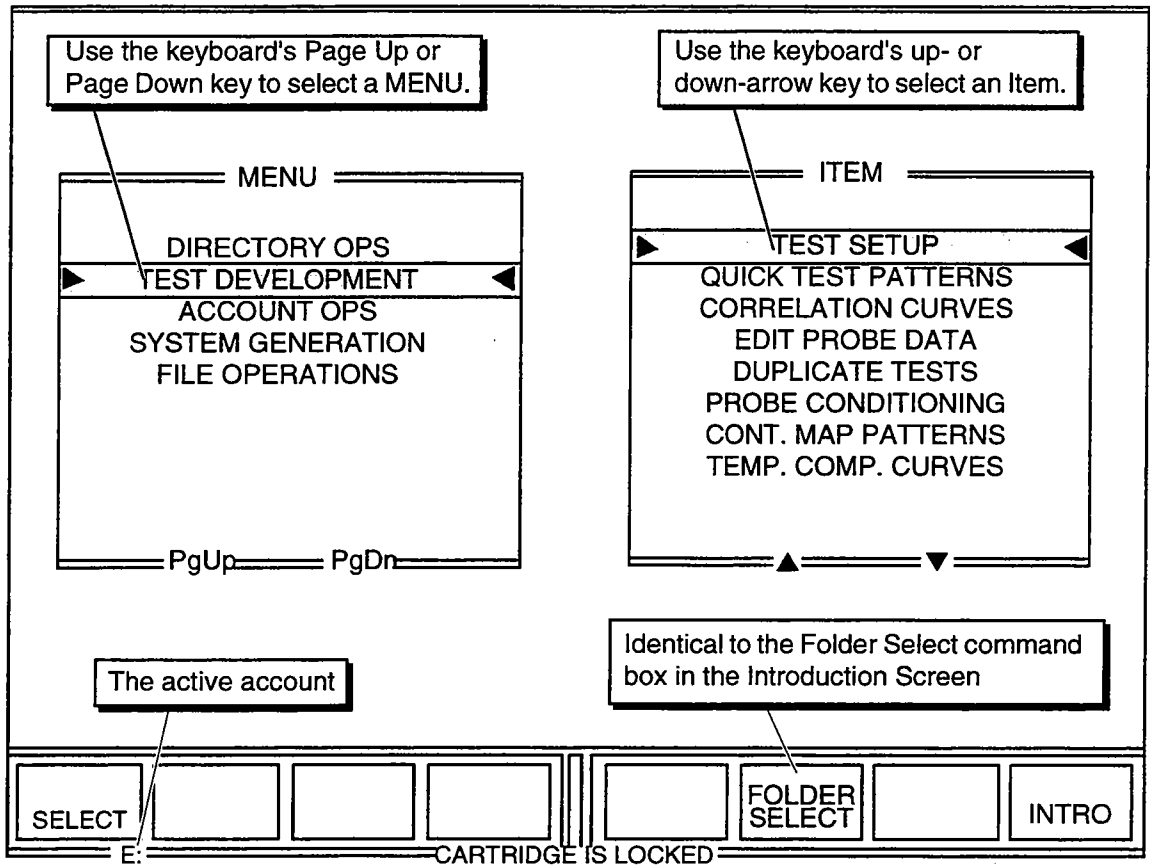 Use the keyboard's Page Up or
Page Down key to select a MENU.
Use the keyboard's up- or
down-arrow key to select an Item.
MENU
DIRECTORY OPS
TEST DEVELOPMENT
ACCOUNT OPS
SYSTEM GENERATION
FILE OPERATIONS
PgUp PgDn
ITEM
TEST SETUP
QUICK TEST PATTERNS
CORRELATION CURVES
EDIT PROBE DATA
DUPLICATE TESTS
PROBE CONDITIONING
CONT. MAP PATTERNS
TEMP. COMP. CURVES
The active account
Identical to the Folder Select command
box in the Introduction Screen
SELECT
FOLDER
SELECT
INTRO
E:
CARTRIDGE IS LOCKED